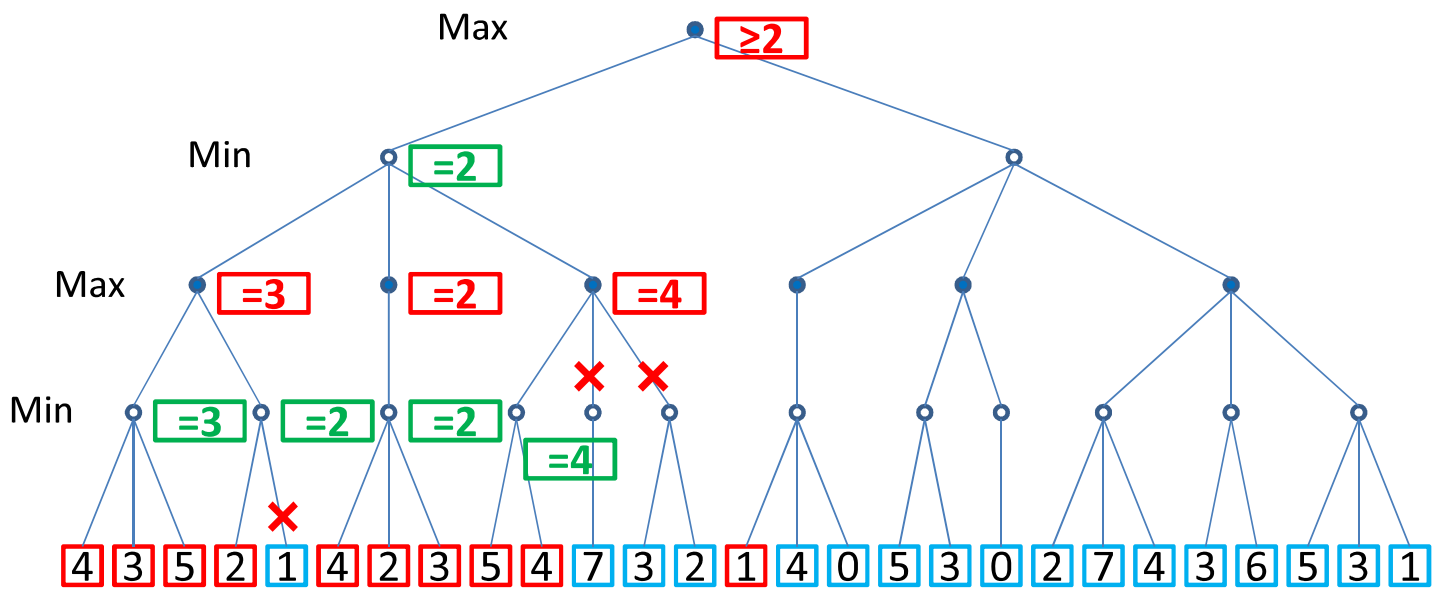 Max ≥2
Min =2
Max =3 =2 =4
Min =3 =2 =2
=4
4 3 5 2 1 4 2 3 5 4 7 3 2 1 4 0 5 3 0 2 7 4 3 6 5 3 1